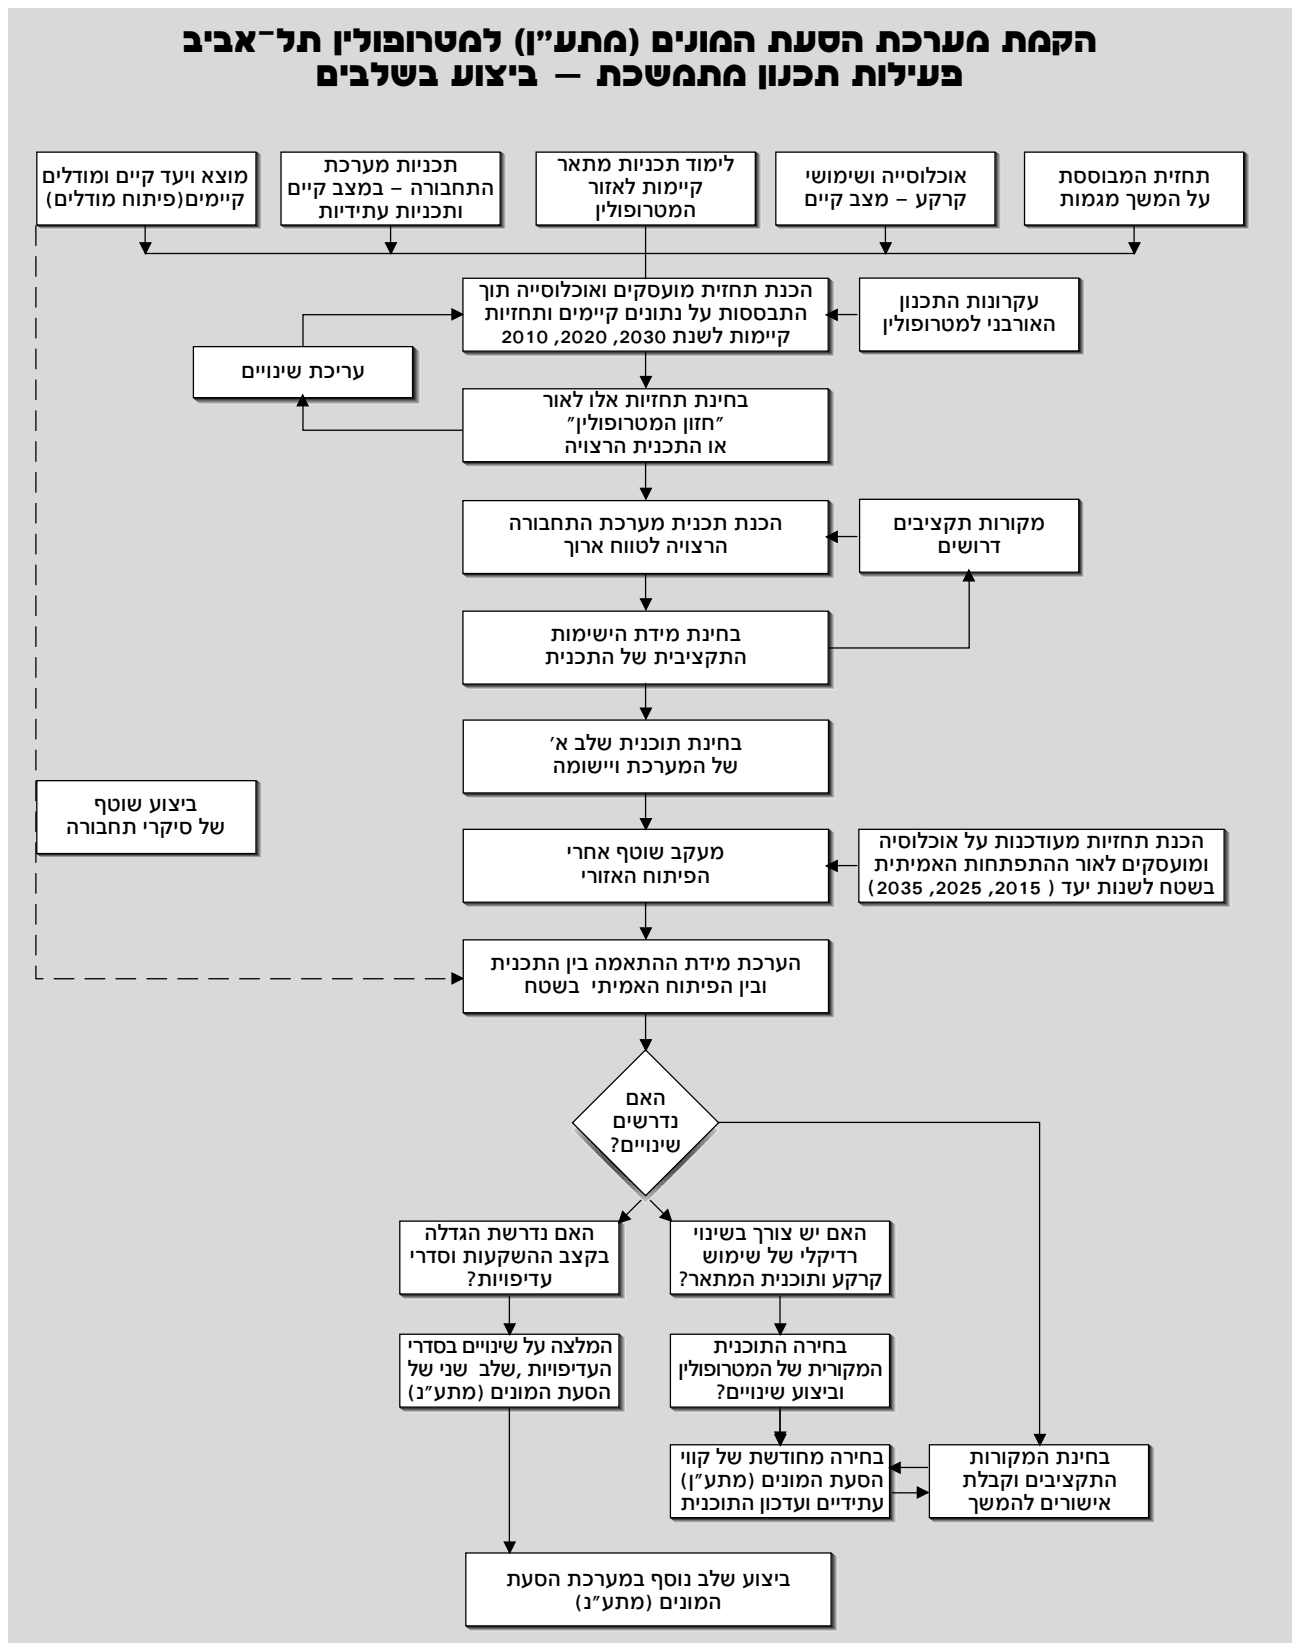 הקמת מערכת הסעת המונים (מתע״ן) למטרופולין תל־אביב
פעילות תכנון מתמשכת — ביצוע בשלבים
תחזית המבוססת
על המשך מגמות
אוכלוסייה ושימושי
קרקע – מצב קיים
לימוד תכניות מתאר
קיימות לאזור
המטרופולין
תכניות מערכת
התחבורה – במצב קיים
ותכניות עתידיות
מוצא ויעד קיים ומודלים
קיימים(פיתוח מודלים)
עקרונות התכנון
האורבני למטרופולין
הכנת תחזית מועסקים ואוכלוסייה תוך
התבססות על נתונים קיימים ותחזיות
קיימות לשנת 2030, 2020, 2010
עריכת שינויים
בחינת תחזיות אלו לאור
״חזון המטרופולין״
או התכנית הרצויה
מקורות תקציבים
דרושים
הכנת תכנית מערכת התחבורה
הרצויה לטווח ארוך
בחינת מידת הישימות
התקציבית של התכנית
בחינת תוכנית שלב א׳
של המערכת ויישומה
ביצוע שוטף
של סיקרי תחבורה
הכנת תחזיות מעודכנות על אוכלוסיה
ומועסקים לאור ההתפתחות האמיתית
בשטח לשנות יעד ( 2015, 2025, 2035)
מעקב שוטף אחרי
הפיתוח האזורי
הערכת מידת ההתאמה בין התכנית
ובין הפיתוח האמיתי בשטח
האם
נדרשים
שינויים?
האם יש צורך בשינוי
רדיקלי של שימוש
קרקע ותוכנית המתאר?
האם נדרשת הגדלה
בקצב ההשקעות וסדרי
עדיפויות?
בחירה התוכנית
המקורית של המטרופולין
וביצוע שינויים?
המלצה על שינויים בסדרי
העדיפויות ,שלב שני של
הסעת המונים (מתע״נ)
בחינת המקורות
התקציבים וקבלת
אישורים להמשך
בחירה מחודשת של קווי
הסעת המונים (מתע״ן)
עתידיים ועדכון התוכנית
ביצוע שלב נוסף במערכת הסעת
המונים (מתע״נ)